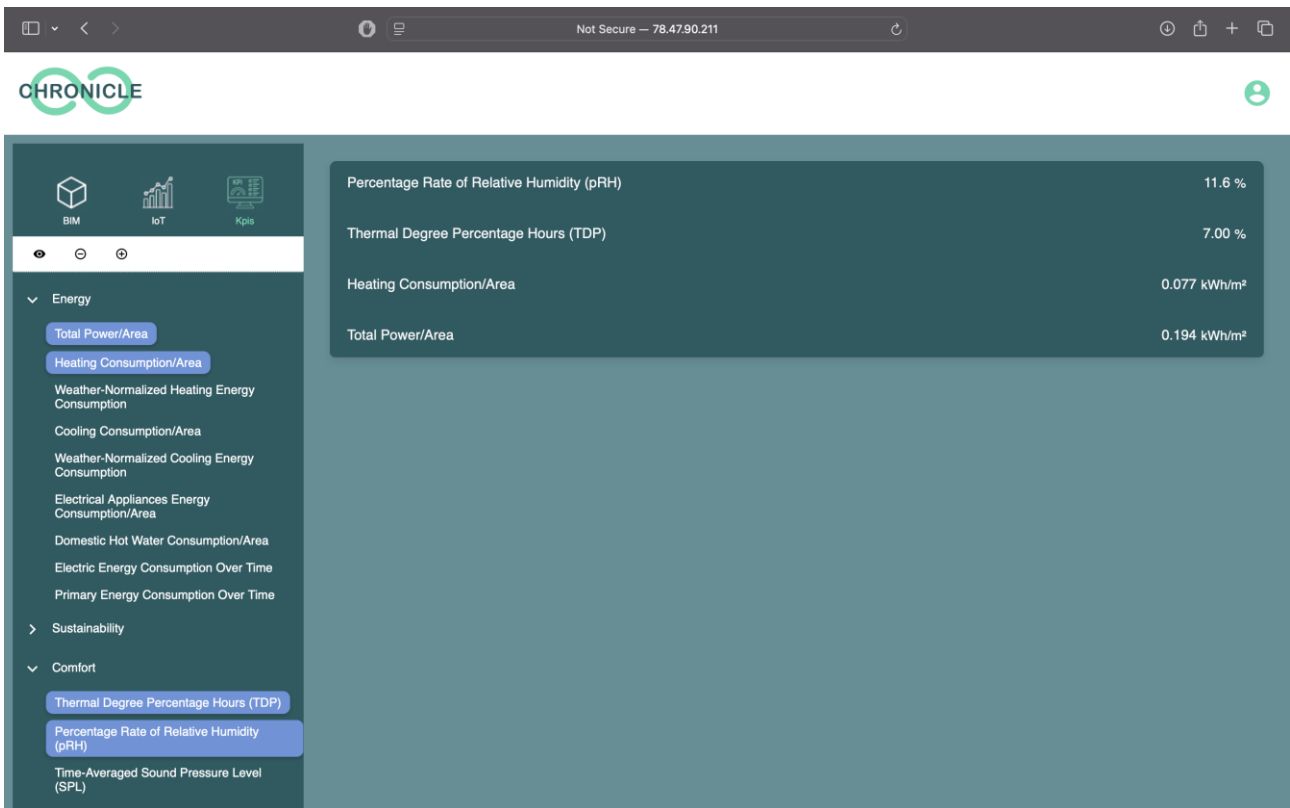 Not Secure — 78.47.90.211
CHRONICLE
BIM
IoT
KPI
Kpis
Energy
Total Power/Area
Heating Consumption/Area
Weather-Normalized Heating Energy
Consumption
Cooling Consumption/Area
Weather-Normalized Cooling Energy
Consumption
Electrical Appliances Energy
Consumption/Area
Domestic Hot Water Consumption/Area
Electric Energy Consumption Over Time
Primary Energy Consumption Over Time
Sustainability
Comfort
Thermal Degree Percentage Hours (TDP)
Percentage Rate of Relative Humidity
(pRH)
Time-Averaged Sound Pressure Level
(SPL)
Percentage Rate of Relative Humidity (pRH) 11.6 %
Thermal Degree Percentage Hours (TDP) 7.00 %
Heating Consumption/Area 0.077 kWh/m²
Total Power/Area 0.194 kWh/m²